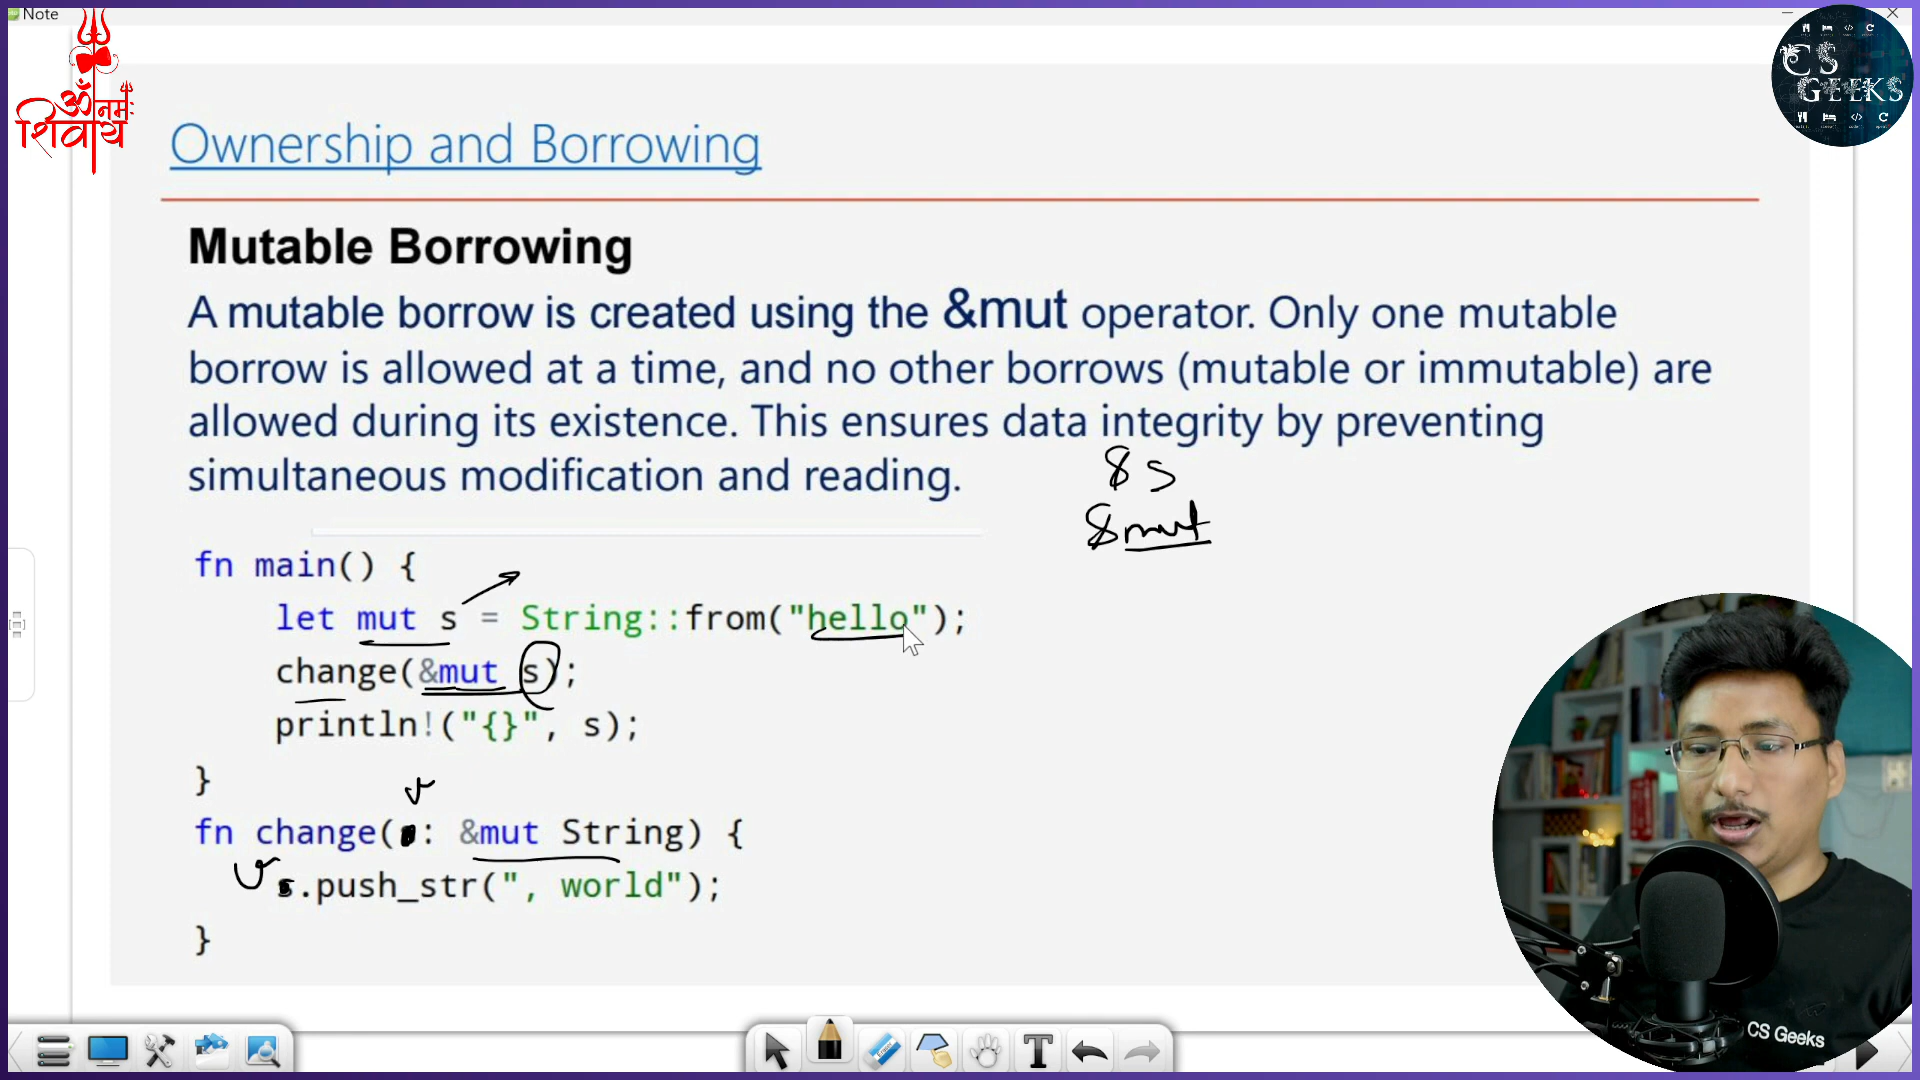 Note
ॐ नमः
शिवाय
CS
GEEKS
Ownership and Borrowing
Mutable Borrowing
A mutable borrow is created using the &mut operator. Only one mutable
borrow is allowed at a time, and no other borrows (mutable or immutable) are
allowed during its existence. This ensures data integrity by preventing
simultaneous modification and reading.
&s
&mut
fn main() {
let mut s = String::from("hello");
change(&mut s);
println!("{}", s);
}
v
fn change( : &mut String) {
v s.push_str(", world");
}
CS Geeks
T